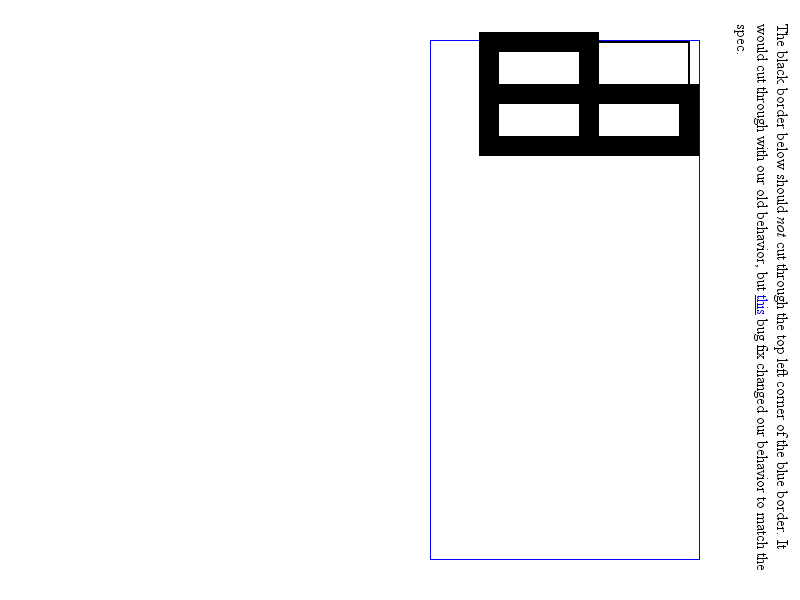 The black border below should not cut through the top left corner of the blue border. It
would cut through with our old behavior, but this bug fix changed our behavior to match the
spec.